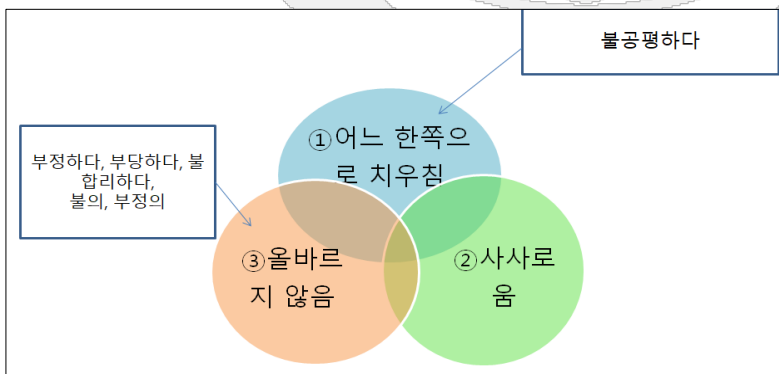 불공평하다
①어느 한쪽으
로 치우침
부정하다, 부당하다, 불
합리하다,
불의, 부정의
③올바르
지 않음
②사사로
움